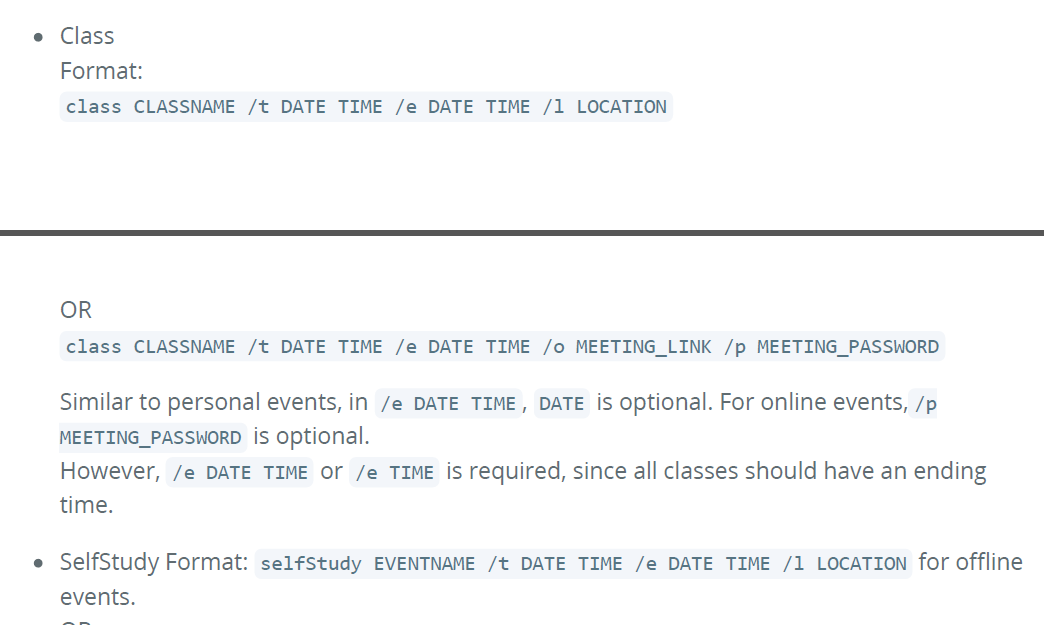 Class
Format:
class CLASSNAME /t DATE TIME /e DATE TIME /l LOCATION
OR
class CLASSNAME /t DATE TIME /e DATE TIME /o MEETING_LINK /p MEETING_PASSWORD
Similar to personal events, in /e DATE TIME, DATE is optional. For online events, /p
MEETING_PASSWORD is optional.
However, /e DATE TIME or /e TIME is required, since all classes should have an ending
time.
SelfStudy Format: selfStudy EVENTNAME /t DATE TIME /e DATE TIME /l LOCATION for offline
events.